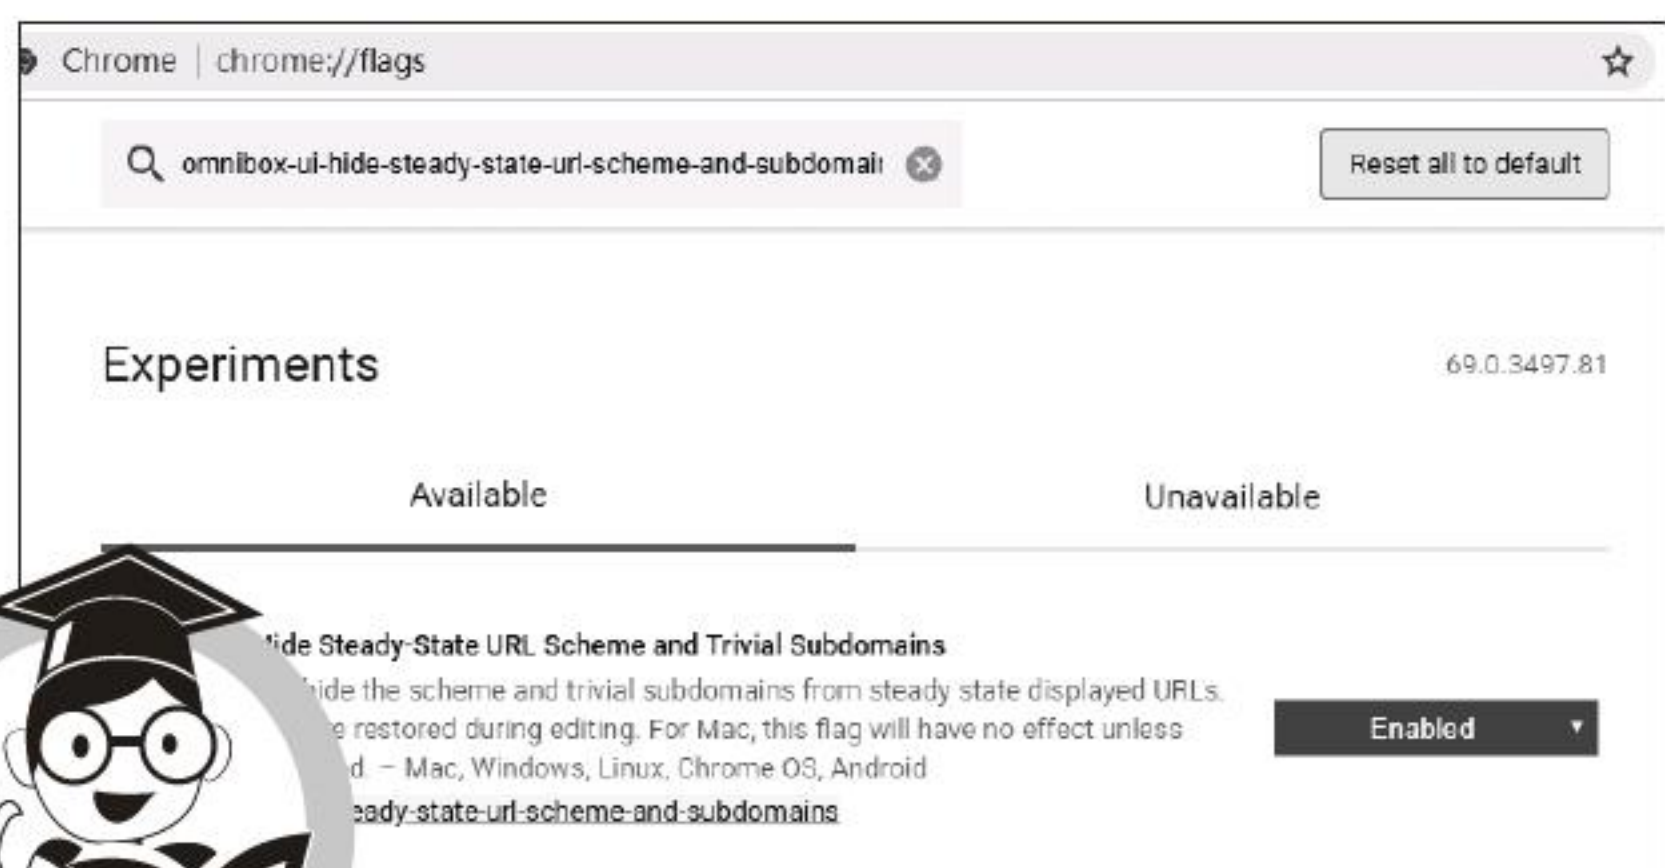 Chrome | chrome://flags
omnibox-ui-hide-steady-state-url-scheme-and-subdomai
Reset all to default
Experiments
69.0.3497.81
Available
Unavailable
ide Steady-State URL Scheme and Trivial Subdomains
hide the scheme and trivial subdomains from steady state displayed URLs.
e restored during editing. For Mac, this flag will have no effect unless
d. – Mac, Windows, Linux, Chrome OS, Android
Enabled
eady-state-url-scheme-and-subdomains